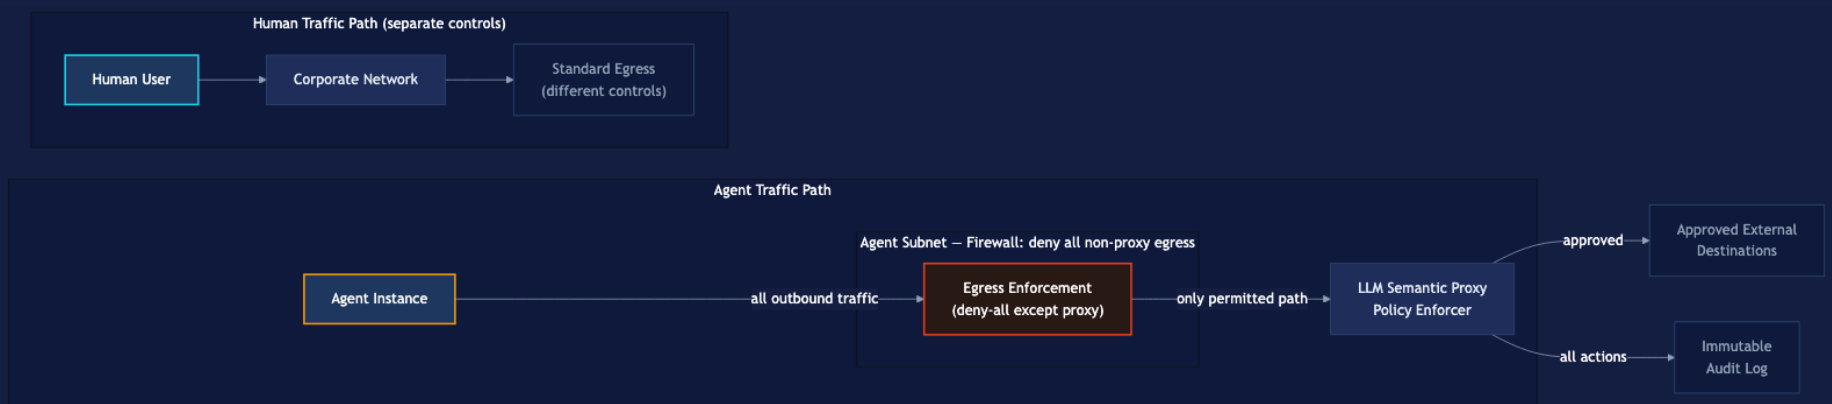 Human Traffic Path (separate controls)
Human User
Corporate Network
Standard Egress
(different controls)
Agent Traffic Path
Agent Subnet — Firewall: deny all non-proxy egress
Agent Instance
all outbound traffic
Egress Enforcement
(deny-all except proxy)
only permitted path
LLM Semantic Proxy
Policy Enforcer
approved
Approved External
Destinations
all actions
Immutable
Audit Log